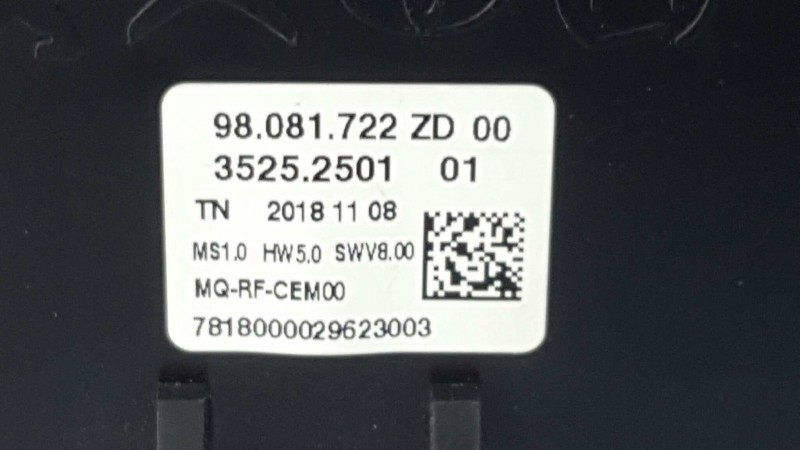 98.081.722 ZD 00
3525.2501 01
TN 2018 11 08
MS1.0 HW5.0 SWV8.00
MQ-RF-CEM00
7818000029623003